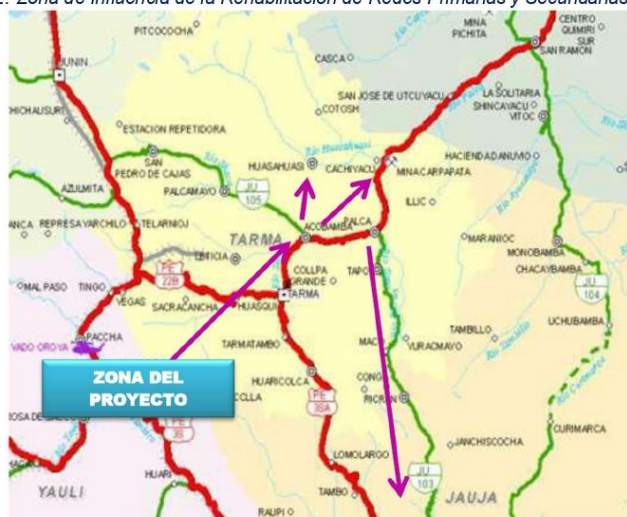 Zona de Influencia de la Rehabilitación de Redes Primarias y Secundarias
PITCOCOCHA
MINA
PICHITA
CENTRO
QUIMIRI
SUR
SAN RAMON
JUNIN
CASCA
SAN JOSE DE UTCUYACU
LA SOLITARIA
SHINCAYACU
VITOC
COTOSH
ESTACION REPETIDORA
SAN
PEDRO DE CAJAS
HUASAHUASI
CACHIYACU
MINA CARPAPATA
HACIENDA DANUVIO
AZULMITA
PALCAMAYO
JU
105
ILLIC
REPRESA YARCHILO
TELARNIOJ
TARMA
ACOBAMBA
PALCA
MARANIOC
MONOBAMBA
CHACAYBAMBA
COLLPA
GRANDE
TAPO
PE
22B
MAL PASO
TINGO
VEGAS
SACRACANCHA
HUASQUI
TARMA
JU
104
UCHUBAMBA
PACCHA
VADO OROYA
TARMATAMBO
YURACMAYO
TAMBILLO
ZONA DEL
PROYECTO
HUARICOLCA
RICRAN
PE
3SA
CURIMARCA
JANCHISCOCHA
LOMOLARGO
HUARI
YAULI
TAMBO
JU
103
JAUJA
RAUPI